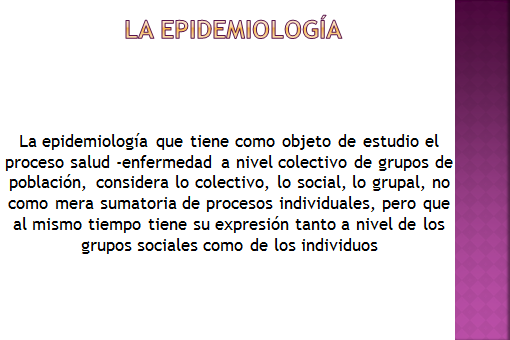 LA EPIDEMIOLOGÍA
La epidemiología que tiene como objeto de estudio el
proceso salud -enfermedad a nivel colectivo de grupos de
población, considera lo colectivo, lo social, lo grupal, no
como mera sumatoria de procesos individuales, pero que
al mismo tiempo tiene su expresión tanto a nivel de los
grupos sociales como de los individuos